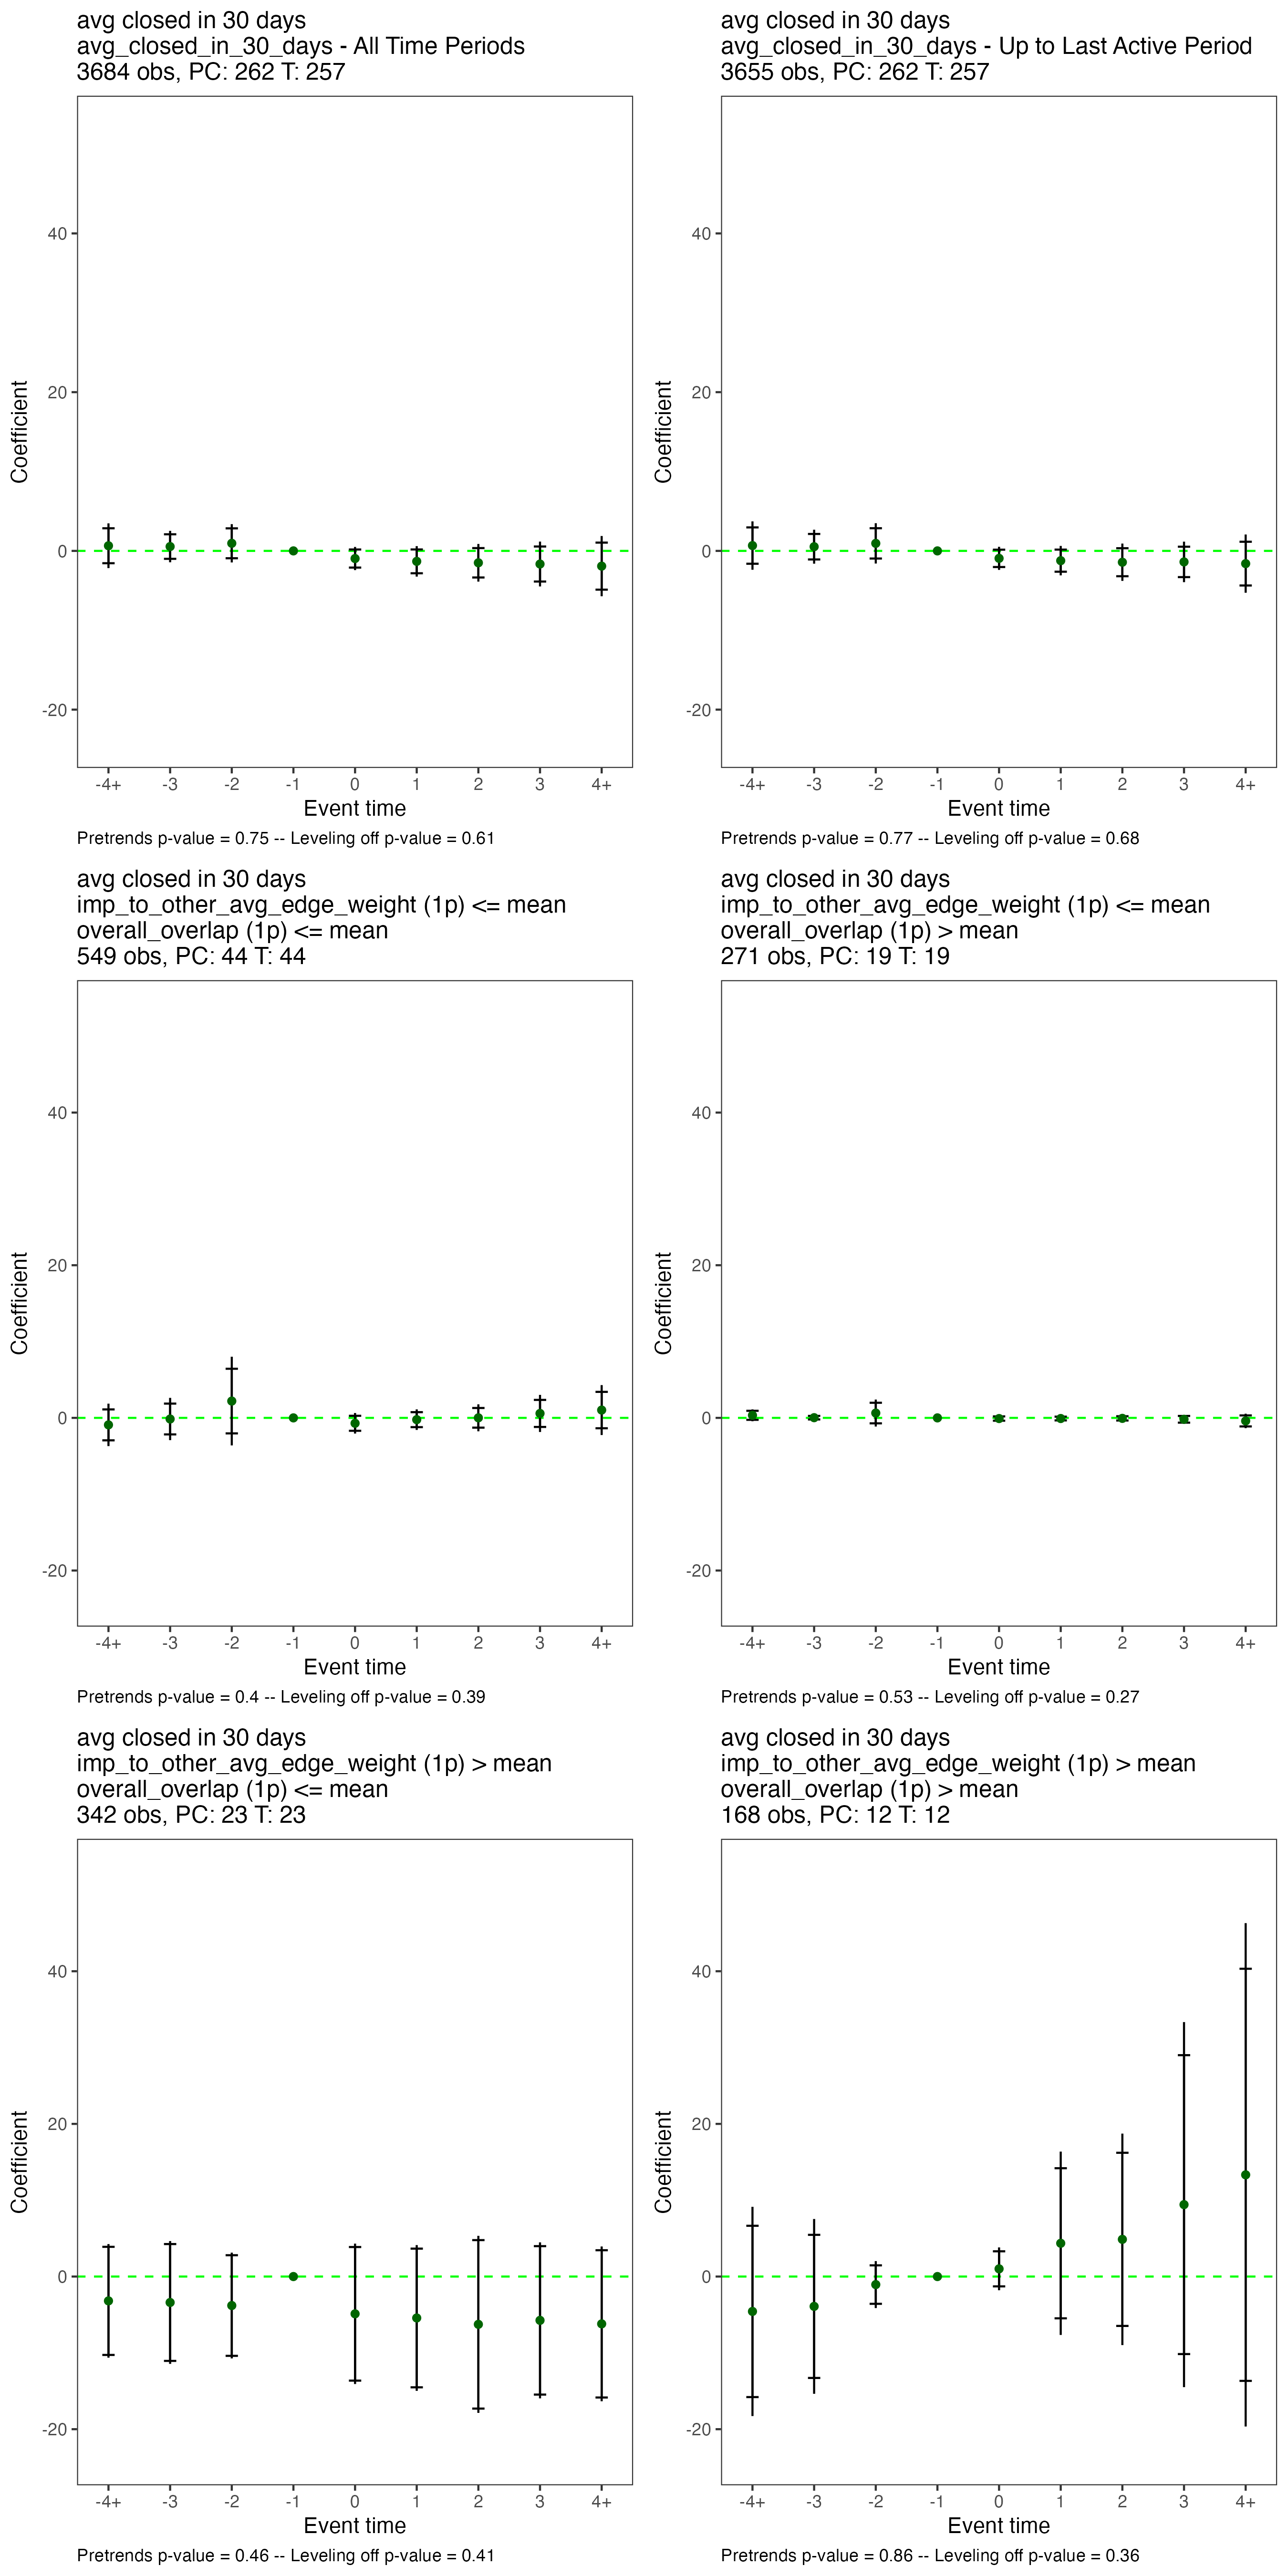 avg closed in 30 days
avg_closed_in_30_days - All Time Periods
3684 obs, PC: 262 T: 257
Coefficient
40
20
0
-20
-4+ -3 -2 -1 0 1 2 3 4+
Event time
Pretrends p-value = 0.75 -- Leveling off p-value = 0.61
avg closed in 30 days
avg_closed_in_30_days - Up to Last Active Period
3655 obs, PC: 262 T: 257
Coefficient
40
20
0
-20
-4+ -3 -2 -1 0 1 2 3 4+
Event time
Pretrends p-value = 0.77 -- Leveling off p-value = 0.68
avg closed in 30 days
imp_to_other_avg_edge_weight (1p) <= mean
overall_overlap (1p) <= mean
549 obs, PC: 44 T: 44
Coefficient
40
20
0
-20
-4+ -3 -2 -1 0 1 2 3 4+
Event time
Pretrends p-value = 0.4 -- Leveling off p-value = 0.39
avg closed in 30 days
imp_to_other_avg_edge_weight (1p) <= mean
overall_overlap (1p) > mean
271 obs, PC: 19 T: 19
Coefficient
40
20
0
-20
-4+ -3 -2 -1 0 1 2 3 4+
Event time
Pretrends p-value = 0.53 -- Leveling off p-value = 0.27
avg closed in 30 days
imp_to_other_avg_edge_weight (1p) > mean
overall_overlap (1p) <= mean
342 obs, PC: 23 T: 23
Coefficient
40
20
0
-20
-4+ -3 -2 -1 0 1 2 3 4+
Event time
Pretrends p-value = 0.46 -- Leveling off p-value = 0.41
avg closed in 30 days
imp_to_other_avg_edge_weight (1p) > mean
overall_overlap (1p) > mean
168 obs, PC: 12 T: 12
Coefficient
40
20
0
-20
-4+ -3 -2 -1 0 1 2 3 4+
Event time
Pretrends p-value = 0.86 -- Leveling off p-value = 0.36